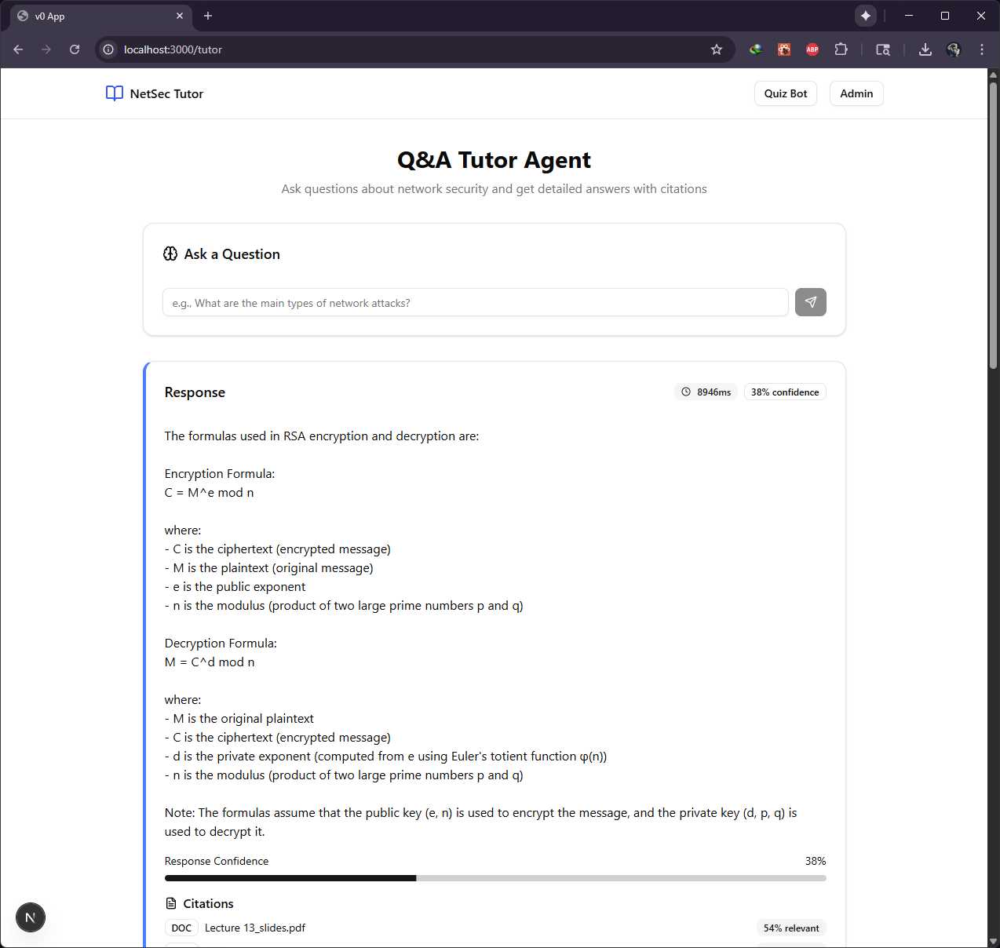 v0 App
localhost:3000/tutor
ABP
NetSec Tutor
Quiz Bot
Admin
Q&A Tutor Agent
Ask questions about network security and get detailed answers with citations
Ask a Question
e.g., What are the main types of network attacks?
Response
8946ms
38% confidence
The formulas used in RSA encryption and decryption are:
Encryption Formula:
C = M^e mod n
where:
- C is the ciphertext (encrypted message)
- M is the plaintext (original message)
- e is the public exponent
- n is the modulus (product of two large prime numbers p and q)
Decryption Formula:
M = C^d mod n
where:
- M is the original plaintext
- C is the ciphertext (encrypted message)
- d is the private exponent (computed from e using Euler's totient function φ(n))
- n is the modulus (product of two large prime numbers p and q)
Note: The formulas assume that the public key (e, n) is used to encrypt the message, and the private key (d, p, q) is
used to decrypt it.
Response Confidence
38%
Citations
DOC
Lecture 13_slides.pdf
54% relevant
N